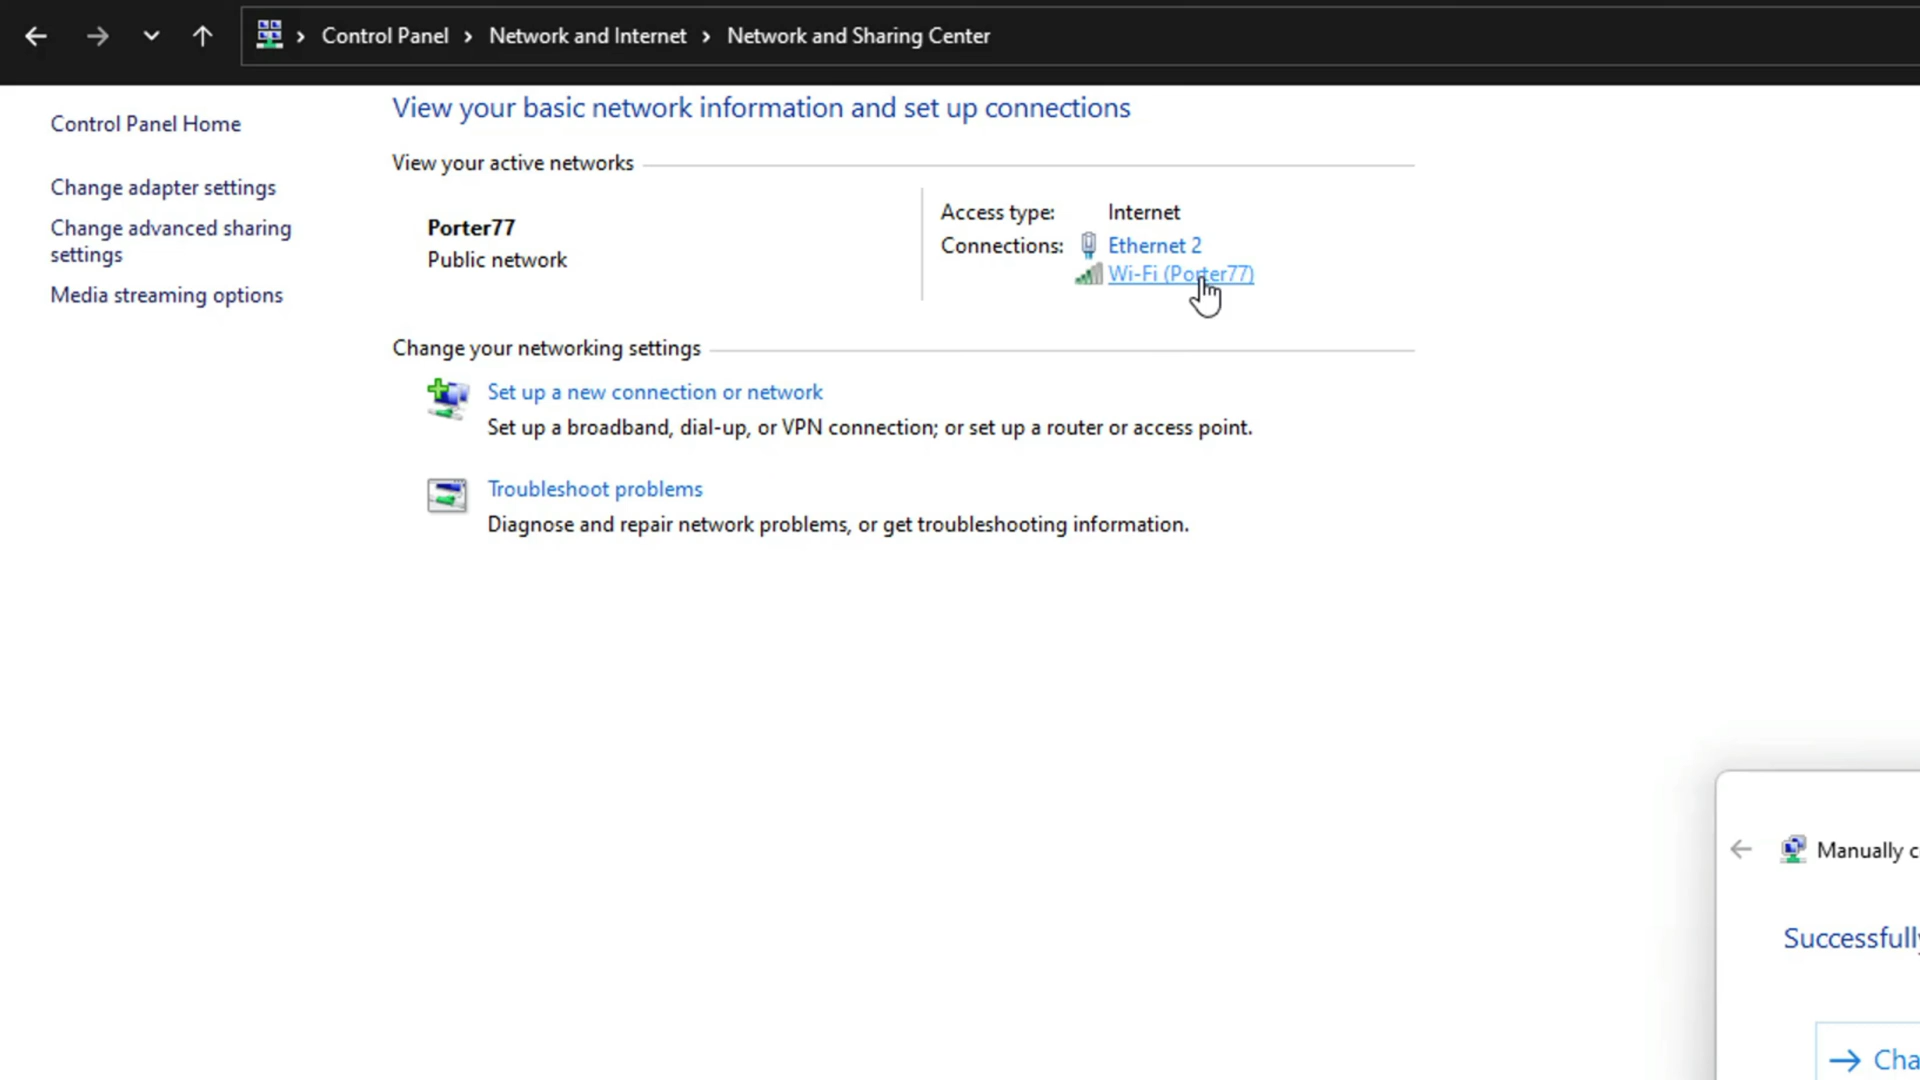 Control Panel > Network and Internet > Network and Sharing Center
Control Panel Home
Change adapter settings
Change advanced sharing
settings
Media streaming options
View your basic network information and set up connections
View your active networks
Porter77
Public network
Access type: Internet
Connections: Ethernet 2
Wi-Fi (Porter77)
Change your networking settings
Set up a new connection or network
Set up a broadband, dial-up, or VPN connection; or set up a router or access point.
Troubleshoot problems
Diagnose and repair network problems, or get troubleshooting information.
Manually c
Successfully
Cha